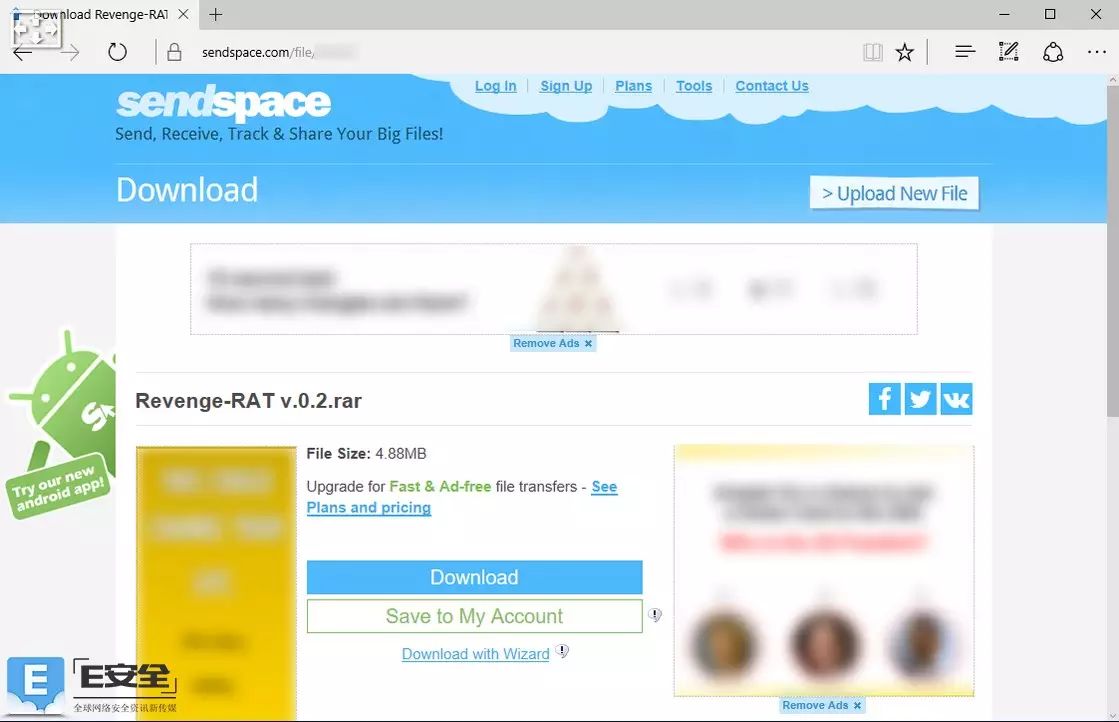 Download Revenge-RAT
sendspace.com/file/
Log In
Sign Up
Plans
Tools
Contact Us
sendspace
Send, Receive, Track & Share Your Big Files!
Download
> Upload New File
Remove Ads ×
Revenge-RAT v.0.2.rar
File Size: 4.88MB
Upgrade for Fast & Ad-free file transfers - See
Plans and pricing
Download
Save to My Account
Download with Wizard
Remove Ads ×
Try our new
android app!
E安全
全球网络安全资讯新传媒